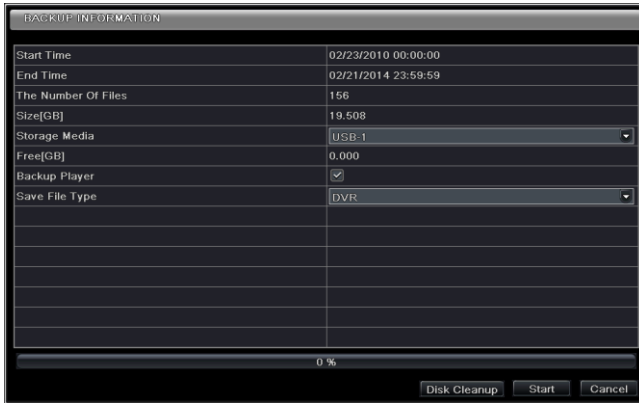 BACKUP INFORMATION
Start Time 02/23/2010 00:00:00
End Time 02/21/2014 23:59:59
The Number Of Files 156
Size[GB] 19.508
Storage Media USB-1
Free[GB] 0.000
Backup Player
Save File Type DVR
0 %
Disk Cleanup Start Cancel